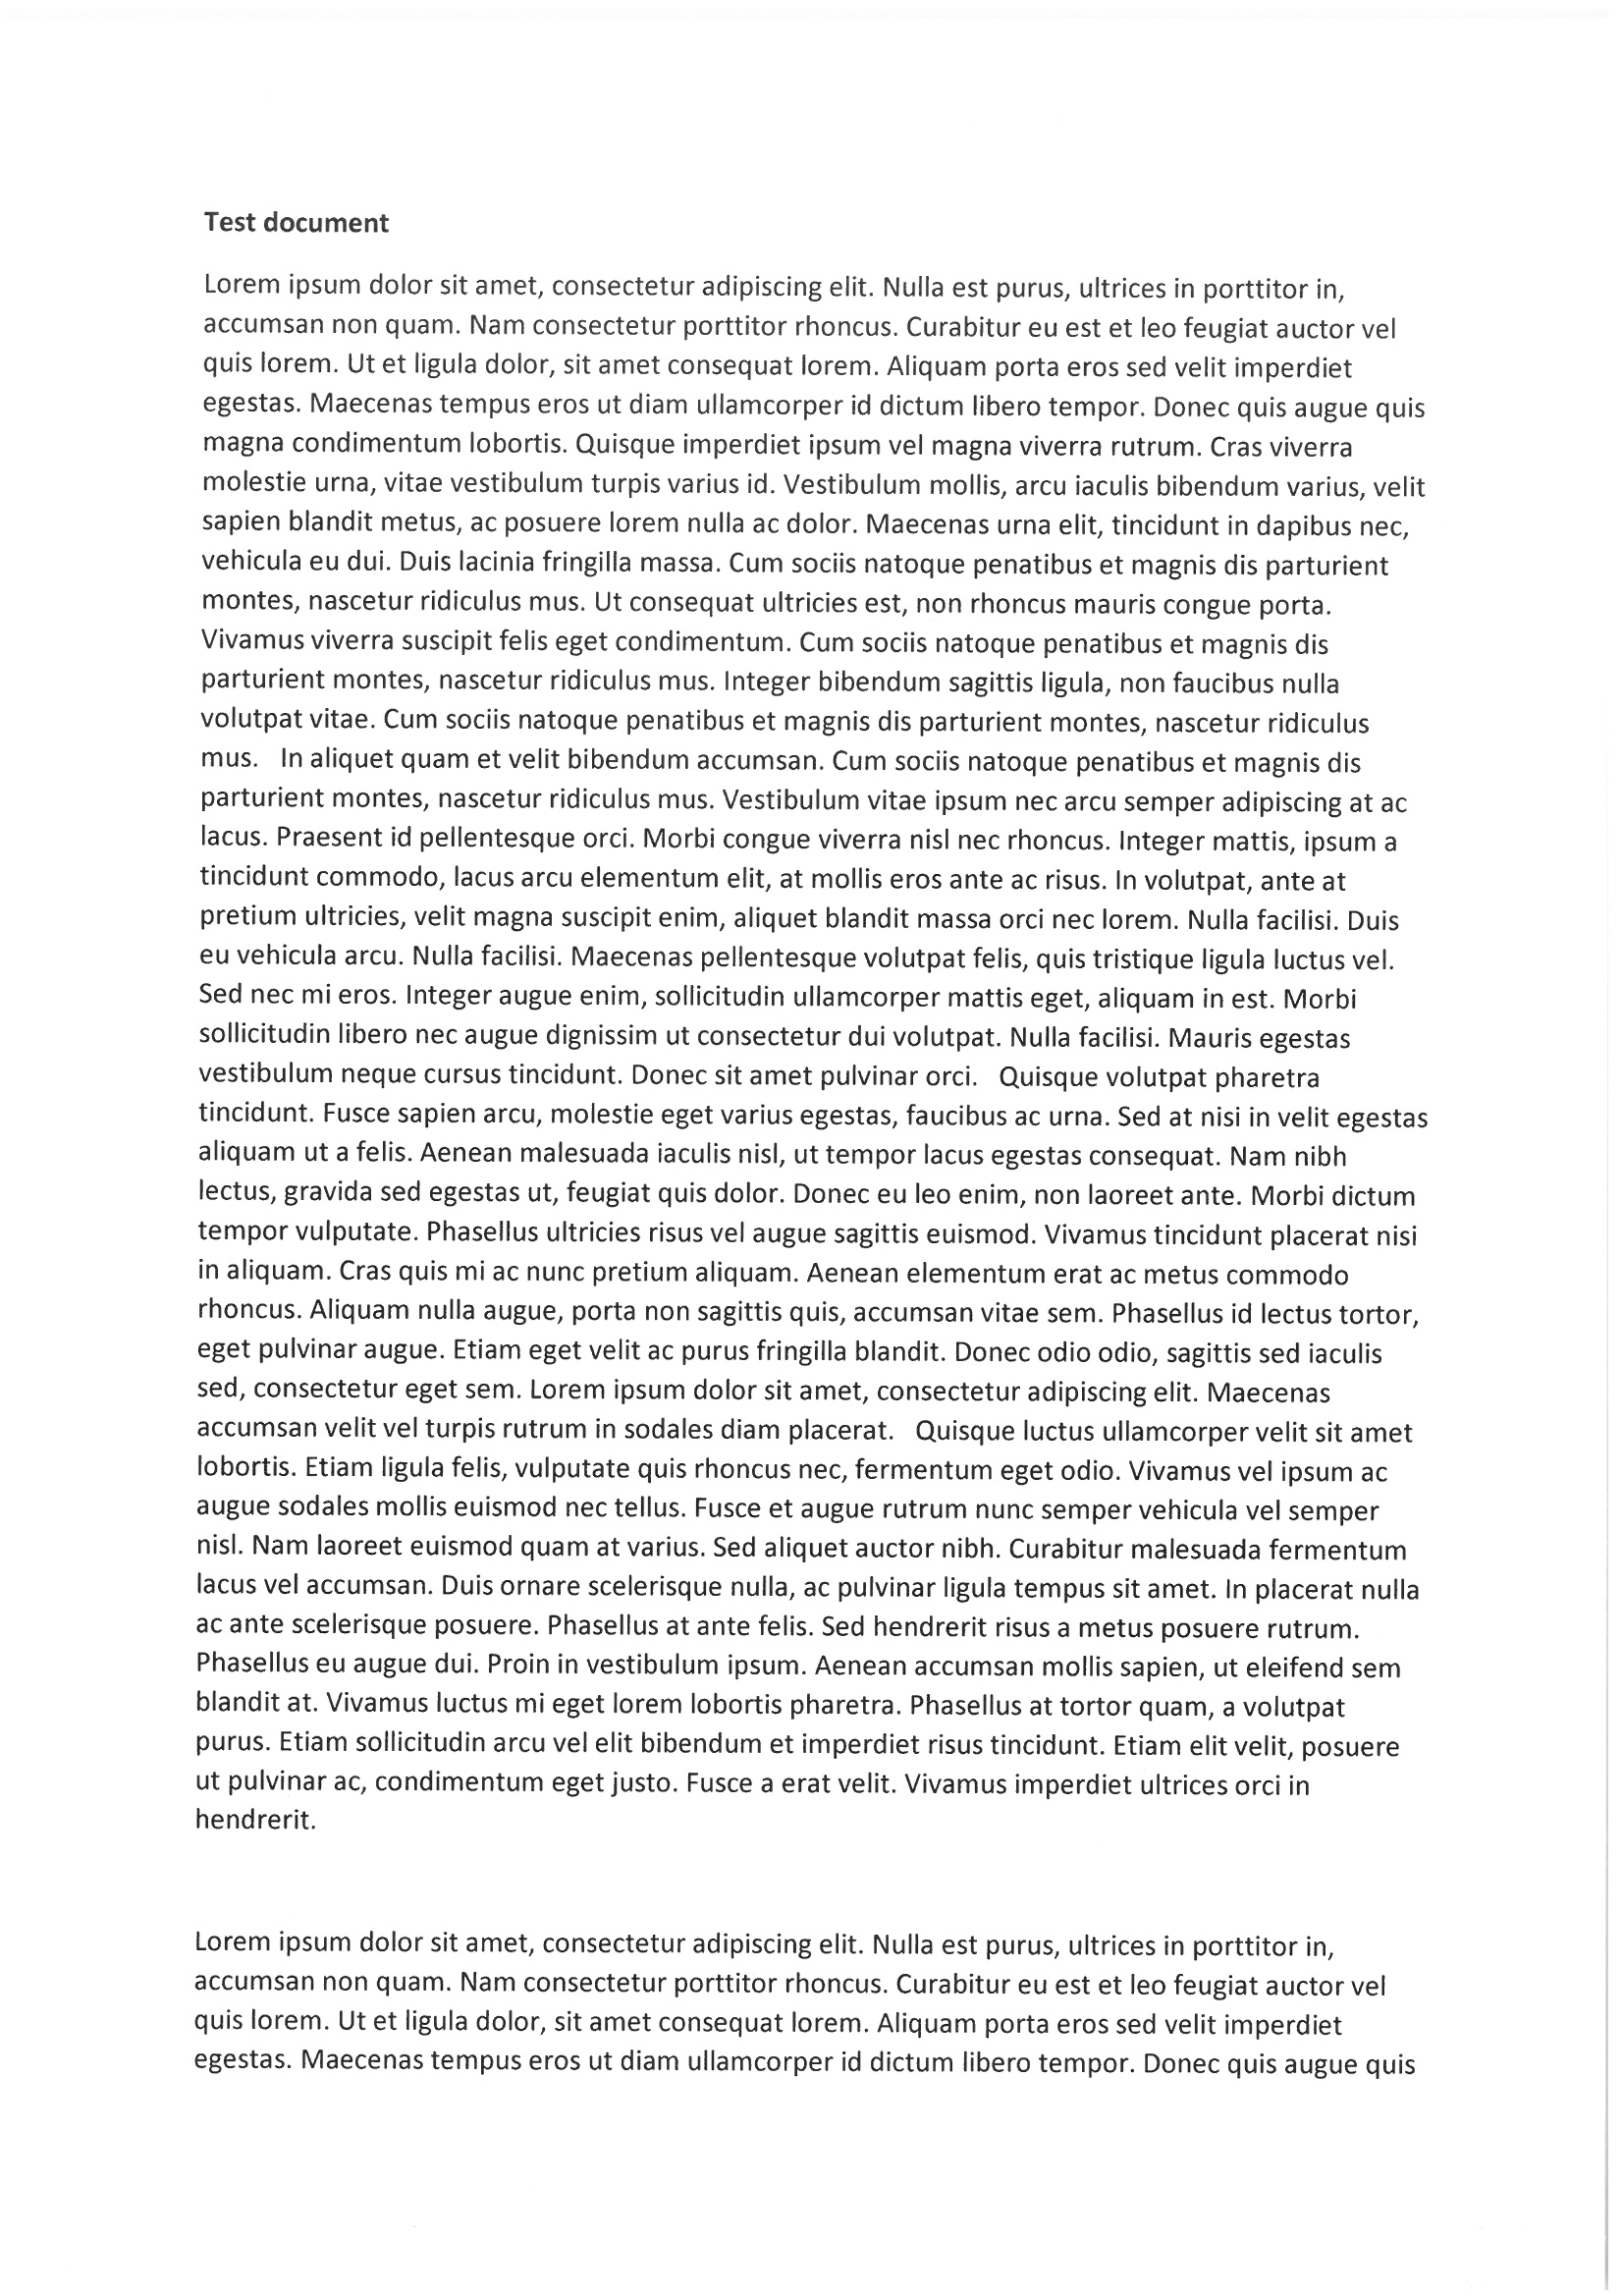 Test document
Lorem ipsum dolor sit amet, consectetur adipiscing elit. Nulla est purus, ultrices in porttitor in,
accumsan non quam. Nam consectetur porttitor rhoncus. Curabitur eu est et leo feugiat auctor vel
quis lorem. Ut et ligula dolor, sit amet consequat lorem. Aliquam porta eros sed velit imperdiet
egestas. Maecenas tempus eros ut diam ullamcorper id dictum libero tempor. Donec quis augue quis
magna condimentum lobortis. Quisque imperdiet ipsum vel magna viverra rutrum. Cras viverra
molestie urna, vitae vestibulum turpis varius id. Vestibulum mollis, arcu iaculis bibendum varius, velit
sapien blandit metus, ac posuere lorem nulla ac dolor. Maecenas urna elit, tincidunt in dapibus nec,
vehicula eu dui. Duis lacinia fringilla massa. Cum sociis natoque penatibus et magnis dis parturient
montes, nascetur ridiculus mus. Ut consequat ultricies est, non rhoncus mauris congue porta.
Vivamus viverra suscipit felis eget condimentum. Cum sociis natoque penatibus et magnis dis
parturient montes, nascetur ridiculus mus. Integer bibendum sagittis ligula, non faucibus nulla
volutpat vitae. Cum sociis natoque penatibus et magnis dis parturient montes, nascetur ridiculus
mus.   In aliquet quam et velit bibendum accumsan. Cum sociis natoque penatibus et magnis dis
parturient montes, nascetur ridiculus mus. Vestibulum vitae ipsum nec arcu semper adipiscing at ac
lacus. Praesent id pellentesque orci. Morbi congue viverra nisl nec rhoncus. Integer mattis, ipsum a
tincidunt commodo, lacus arcu elementum elit, at mollis eros ante ac risus. In volutpat, ante at
pretium ultricies, velit magna suscipit enim, aliquet blandit massa orci nec lorem. Nulla facilisi. Duis
eu vehicula arcu. Nulla facilisi. Maecenas pellentesque volutpat felis, quis tristique ligula luctus vel.
Sed nec mi eros. Integer augue enim, sollicitudin ullamcorper mattis eget, aliquam in est. Morbi
sollicitudin libero nec augue dignissim ut consectetur dui volutpat. Nulla facilisi. Mauris egestas
vestibulum neque cursus tincidunt. Donec sit amet pulvinar orci.   Quisque volutpat pharetra
tincidunt. Fusce sapien arcu, molestie eget varius egestas, faucibus ac urna. Sed at nisi in velit egestas
aliquam ut a felis. Aenean malesuada iaculis nisl, ut tempor lacus egestas consequat. Nam nibh
lectus, gravida sed egestas ut, feugiat quis dolor. Donec eu leo enim, non laoreet ante. Morbi dictum
tempor vulputate. Phasellus ultricies risus vel augue sagittis euismod. Vivamus tincidunt placerat nisi
in aliquam. Cras quis mi ac nunc pretium aliquam. Aenean elementum erat ac metus commodo
rhoncus. Aliquam nulla augue, porta non sagittis quis, accumsan vitae sem. Phasellus id lectus tortor,
eget pulvinar augue. Etiam eget velit ac purus fringilla blandit. Donec odio odio, sagittis sed iaculis
sed, consectetur eget sem. Lorem ipsum dolor sit amet, consectetur adipiscing elit. Maecenas
accumsan velit vel turpis rutrum in sodales diam placerat.   Quisque luctus ullamcorper velit sit amet
lobortis. Etiam ligula felis, vulputate quis rhoncus nec, fermentum eget odio. Vivamus vel ipsum ac
augue sodales mollis euismod nec tellus. Fusce et augue rutrum nunc semper vehicula vel semper
nisl. Nam laoreet euismod quam at varius. Sed aliquet auctor nibh. Curabitur malesuada fermentum
lacus vel accumsan. Duis ornare scelerisque nulla, ac pulvinar ligula tempus sit amet. In placerat nulla
ac ante scelerisque posuere. Phasellus at ante felis. Sed hendrerit risus a metus posuere rutrum.
Phasellus eu augue dui. Proin in vestibulum ipsum. Aenean accumsan mollis sapien, ut eleifend sem
blandit at. Vivamus luctus mi eget lorem lobortis pharetra. Phasellus at tortor quam, a volutpat
purus. Etiam sollicitudin arcu vel elit bibendum et imperdiet risus tincidunt. Etiam elit velit, posuere
ut pulvinar ac, condimentum eget justo. Fusce a erat velit. Vivamus imperdiet ultrices orci in
hendrerit.
Lorem ipsum dolor sit amet, consectetur adipiscing elit. Nulla est purus, ultrices in porttitor in,
accumsan non quam. Nam consectetur porttitor rhoncus. Curabitur eu est et leo feugiat auctor vel
quis lorem. Ut et ligula dolor, sit amet consequat lorem. Aliquam porta eros sed velit imperdiet
egestas. Maecenas tempus eros ut diam ullamcorper id dictum libero tempor. Donec quis augue quis